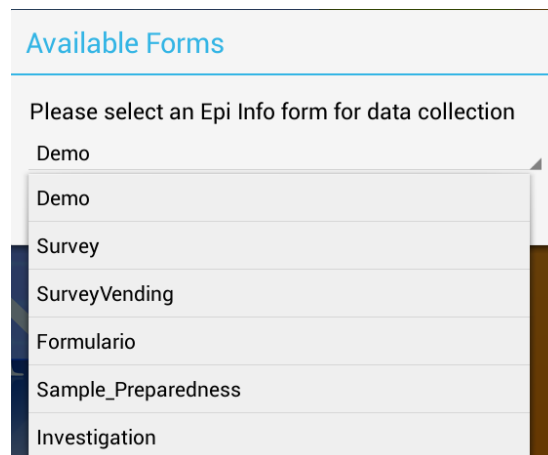 Available Forms
Please select an Epi Info form for data collection
Demo
Demo
Survey
SurveyVending
Formulario
Sample_Preparedness
Investigation